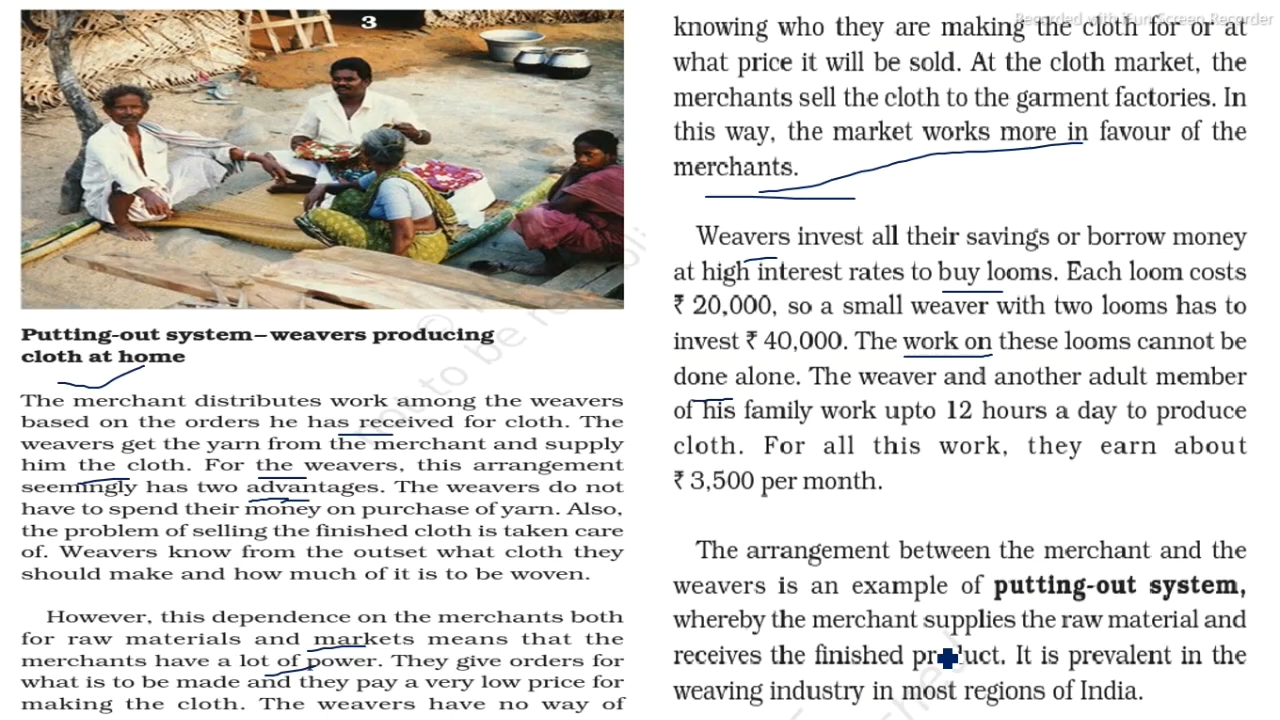 3
Putting-out system–weavers producing
cloth at home
The merchant distributes work among the weavers
based on the orders he has received for cloth. The
weavers get the yarn from the merchant and supply
him the cloth. For the weavers, this arrangement
seemingly has two advantages. The weavers do not
have to spend their money on purchase of yarn. Also,
the problem of selling the finished cloth is taken care
of. Weavers know from the outset what cloth they
should make and how much of it is to be woven.
However, this dependence on the merchants both
for raw materials and markets means that the
merchants have a lot of power. They give orders for
what is to be made and they pay a very low price for
making the cloth. The weavers have no way of
Recorded with iFun Screen Recorder
knowing who they are making the cloth for or at
what price it will be sold. At the cloth market, the
merchants sell the cloth to the garment factories. In
this way, the market works more in favour of the
merchants.
Weavers invest all their savings or borrow money
at high interest rates to buy looms. Each loom costs
₹ 20,000, so a small weaver with two looms has to
invest ₹ 40,000. The work on these looms cannot be
done alone. The weaver and another adult member
of his family work upto 12 hours a day to produce
cloth. For all this work, they earn about
₹ 3,500 per month.
The arrangement between the merchant and the
weavers is an example of putting-out system,
whereby the merchant supplies the raw material and
receives the finished product. It is prevalent in the
weaving industry in most regions of India.